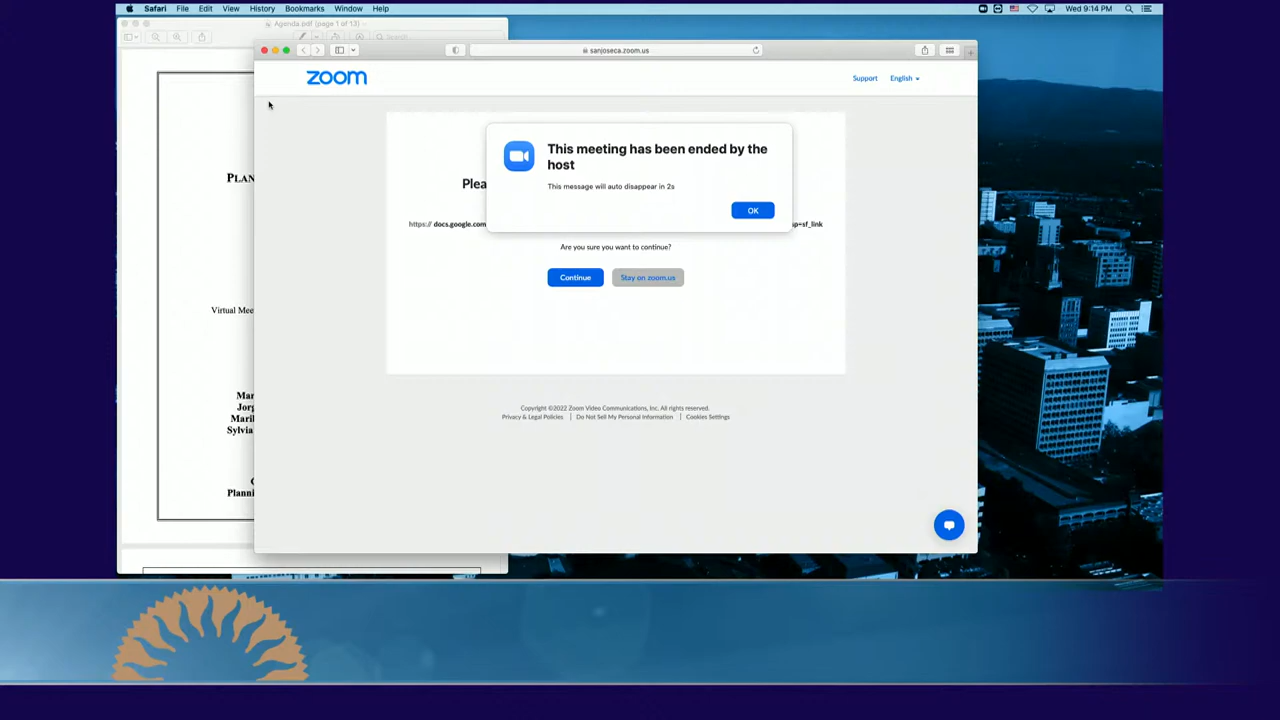 Safari File Edit View History Bookmarks Window Help Wed 9:14 PM
Agenda.pdf (page 1 of 13)
Search
sanjoseca.zoom.us
zoom
Support English
This meeting has been ended by the
host
This message will auto disappear in 2s
OK
Plea
https:// docs.google.com
sp=sf_link
Are you sure you want to continue?
Continue Stay on zoom.us
Copyright ©2022 Zoom Video Communications, Inc. All rights reserved.
Privacy & Legal Policies | Do Not Sell My Personal Information | Cookies Settings
PLAN
Virtual Mee
Mar
Jorg
Mari
Sylvia
Planni